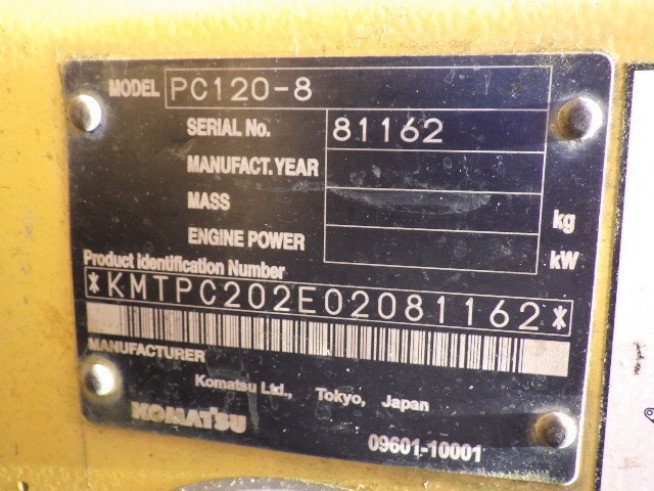 MODEL PC120-8
SERIAL No. 81162
MANUFACT. YEAR
MASS kg
ENGINE POWER kW
Product Identification Number
*KMTPC202E02081162*
MANUFACTURER
Komatsu Ltd., Tokyo, Japan
KOMATSU 09601-10001